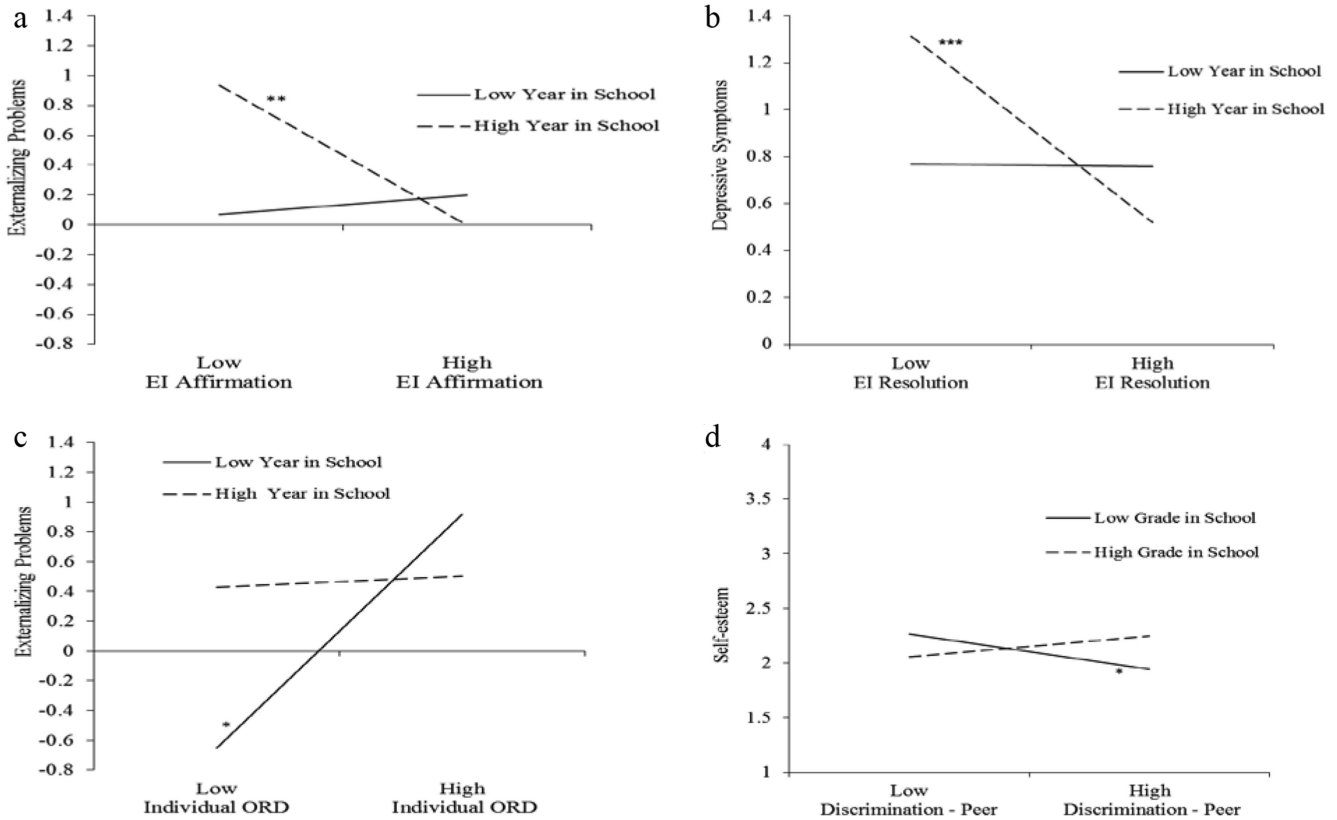 a
1.4
1.2
1
0.8
0.6
0.4
0.2
0
-0.2
-0.4
-0.6
-0.8
Externalizing Problems
**
Low Year in School
High Year in School
Low
EI Affirmation
High
EI Affirmation
b
1.4
1.2
1
0.8
0.6
0.4
0.2
0
Depressive Symptoms
***
Low Year in School
High Year in School
Low
EI Resolution
High
EI Resolution
c
1.4
1.2
1
0.8
0.6
0.4
0.2
0
-0.2
-0.4
-0.6
-0.8
Externalizing Problems
Low Year in School
High Year in School
*
Low
Individual ORD
High
Individual ORD
d
4
3.5
3
2.5
2
1.5
1
Self-esteem
Low Grade in School
High Grade in School
*
Low
Discrimination - Peer
High
Discrimination - Peer